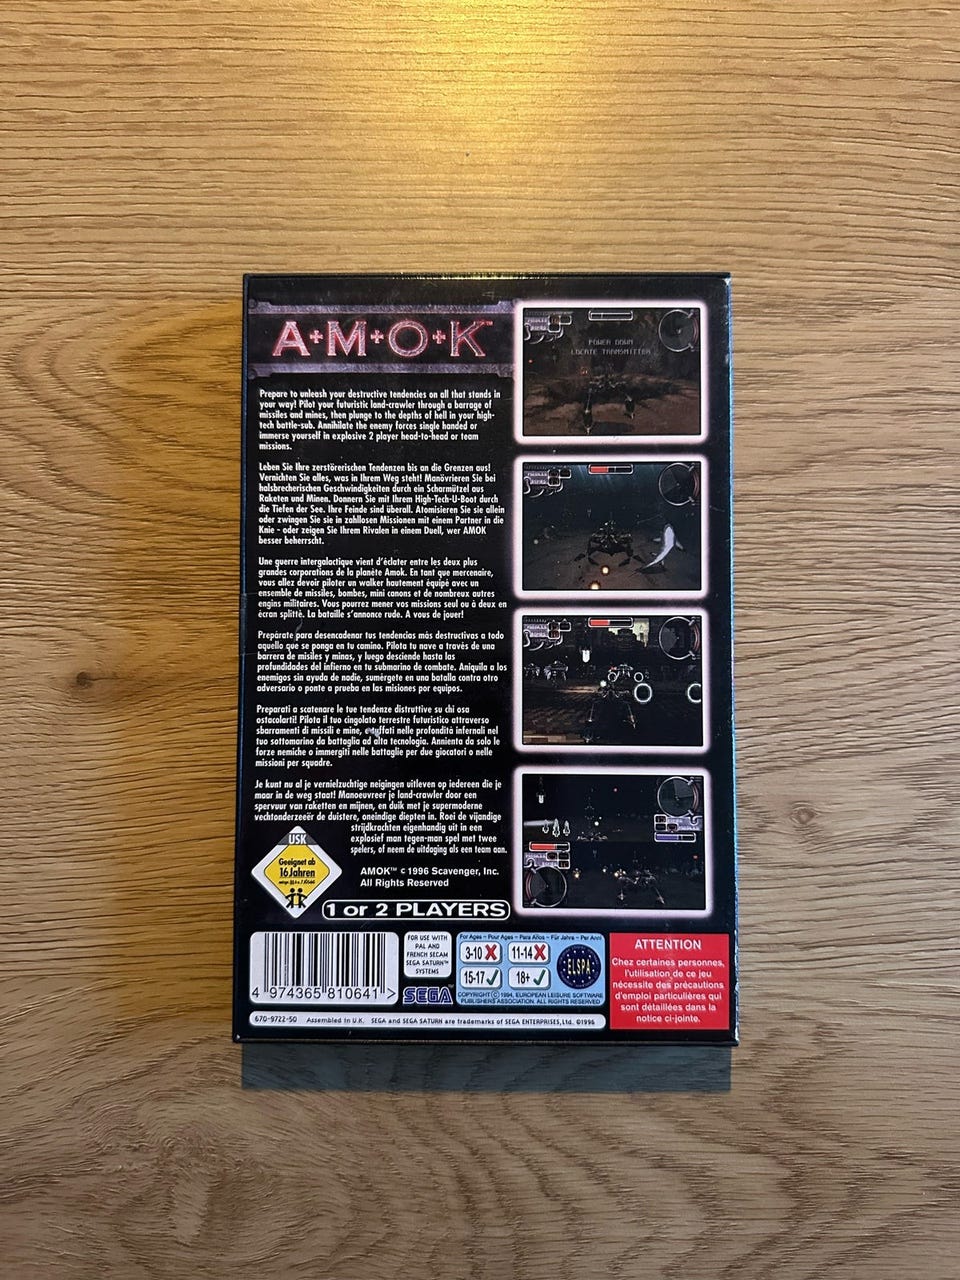 A+M+O+K™
Prepare to unleash your destructive tendencies on all that stands in
your way! Pilot your futuristic land-crawler through a barrage of
missiles and mines, then plunge to the depths of hell in your high-
tech battle-sub. Annihilate the enemy forces single handed or
immerse yourself in explosive 2 player head-to-head or team
missions.
Leben Sie Ihre zerstörerischen Tendenzen bis an die Grenzen aus!
Vernichten Sie alles, was in Ihrem Weg steht! Manövrieren Sie bei
halsbrecherischen Geschwindigkeiten durch ein Scharmützel aus
Raketen und Minen. Donnern Sie mit Ihrem High-Tech-U-Boot durch
die Tiefen der See. Ihre Feinde sind überall. Atomisieren Sie sie allein
oder zwingen Sie sie in zahllosen Missionen mit einem Partner in die
Knie - oder zeigen Sie Ihrem Rivalen in einem Duell, wer AMOK
besser beherrscht.
Une guerre intergalactique vient d'éclater entre les deux plus
grandes corporations de la planète Amok. En tant que mercenaire,
vous allez devoir piloter un walker hautement équipé avec un
ensemble de missiles, bombes, mini canons et de nombreux autres
engins militaires. Vous pourrez mener vos missions seul ou à deux en
écran splitté. La bataille s'annonce rude. A vous de jouer!
Prepárate para desencadenar tus tendencias más destructivas a todo
aquello que se ponga en tu camino. Pilota tu nave a través de una
barrera de misiles y minas, y luego desciende hasta las
profundidades del infierno en tu submarino de combate. Aniquila a los
enemigos sin ayuda de nadie, sumérgete en una batalla contra otro
adversario o ponte a prueba en las misiones por equipos.
Preparati a scatenare le tue tendenze distruttive su chi osa
ostacolarti! Pilota il tuo cingolato terrestre futuristico attraverso
sbarramenti di missili e mine, e tuffati nelle profondità infernali nel
tuo sottomarino da battaglia ad alta tecnologia. Annienta da solo le
forze nemiche o immergiti nelle battaglie per due giocatori o nelle
missioni per squadre.
Je kunt nu al je vernielzuchtige neigingen uitleven op iedereen die je
maar in de weg staat! Manoeuvreer je land-crawler door een
spervuur van raketten en mijnen, en duik met je supermoderne
vechtonderzeeër de duistere, oneindige diepten in. Roei de vijandige
strijdkrachten eigenhandig uit in een
explosief man tegen-man spel met twee
spelers, of neem de uitdaging als een team aan.
USK
Geeignet ab
16 Jahren
AMOK™ © 1996 Scavenger, Inc.
All Rights Reserved
1 or 2 PLAYERS
POWER DOWN
LOCATE TRANSMITTER
4 974365 810641 >
FOR USE WITH
PAL AND
FRENCH SECAM
SEGA SATURN™
SYSTEMS
SEGA
For Ages – Pour Ages – Para Años – Für Jahre – Per Anni
3-10 11-14
15-17 18+
ELSPA
COPYRIGHT © 1994, EUROPEAN LEISURE SOFTWARE
PUBLISHERS ASSOCIATION. ALL RIGHTS RESERVED
ATTENTION
Chez certaines personnes,
l'utilisation de ce jeu
nécessite des précautions
d'emploi particulières qui
sont détaillées dans la
notice ci-jointe.
670-9722-50 Assembled in U.K. SEGA and SEGA SATURN are trademarks of SEGA ENTERPRISES, Ltd. ©1996